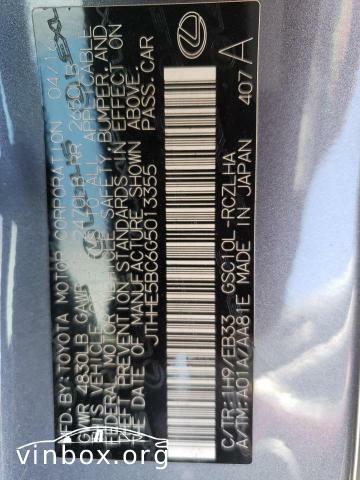 MFD.BY:TOYOTA MOTOR CORPORATION 04/16
GVWR 4830LB GAWR FR 2470LB RR 2650LB
THIS VEHICLE CONFORMS TO ALL APPLICABLE
FEDERAL MOTOR VEHICLE SAFETY, BUMPER, AND
THEFT PREVENTION STANDARDS IN EFFECT ON
THE DATE OF MANUFACTURE SHOWN ABOVE.
JTHHE5BC6G5013355 PASS.CAR
C/TR:1H9/EB33 GSC10L-RCZLHA
A/TM:A01A/AA81E MADE IN JAPAN 407 A
vinbox.org